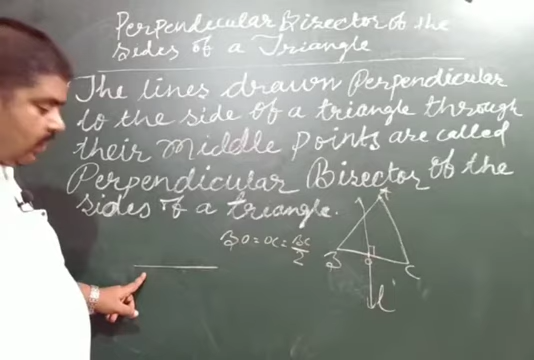 Perpendicular Bisector of the
Sides of a Triangle
The lines drawn Perpendicular
to the side of a triangle through
their Middle Points are called
Perpendicular Bisector of the
sides of a triangle.
BO = OC = BC/2
A
B O C
l'